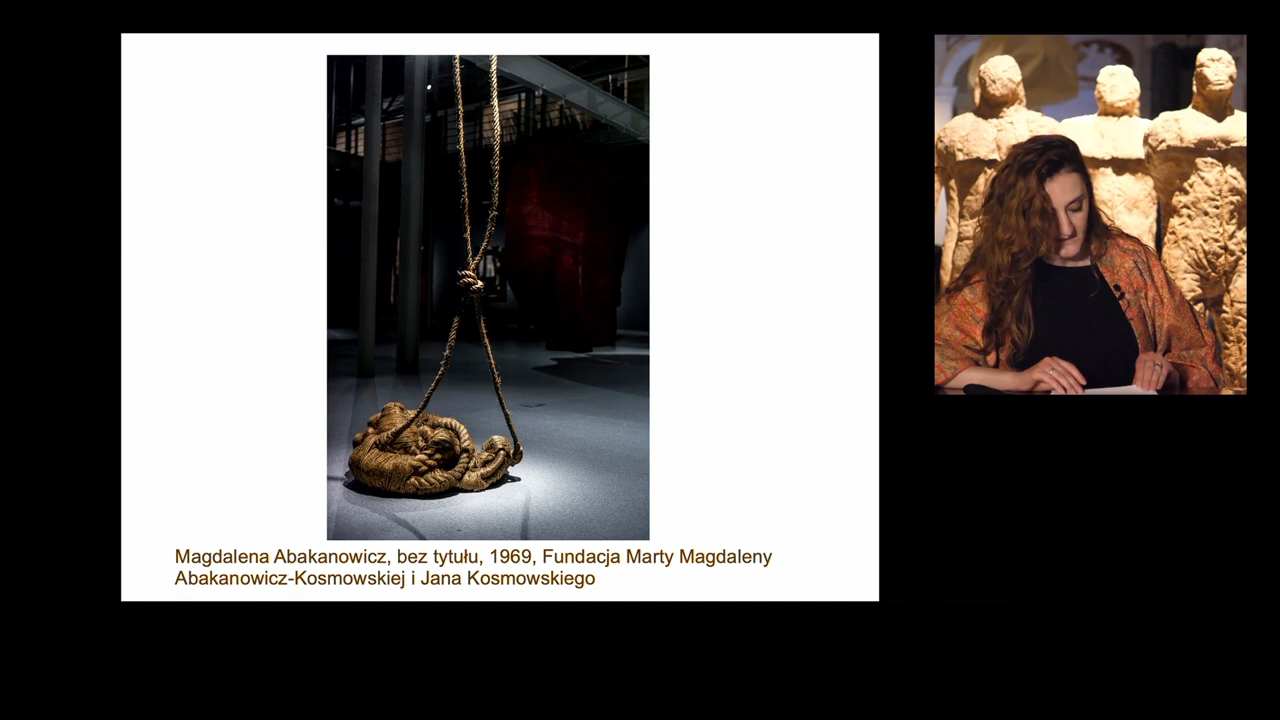 Magdalena Abakanowicz, bez tytułu, 1969, Fundacja Marty Magdaleny
Abakanowicz-Kosmowskiej i Jana Kosmowskiego